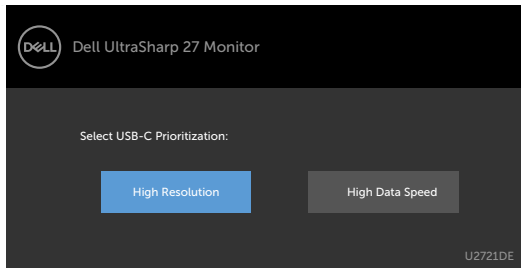 DELL
Dell UltraSharp 27 Monitor
Select USB-C Prioritization:
High Resolution
High Data Speed
U2721DE